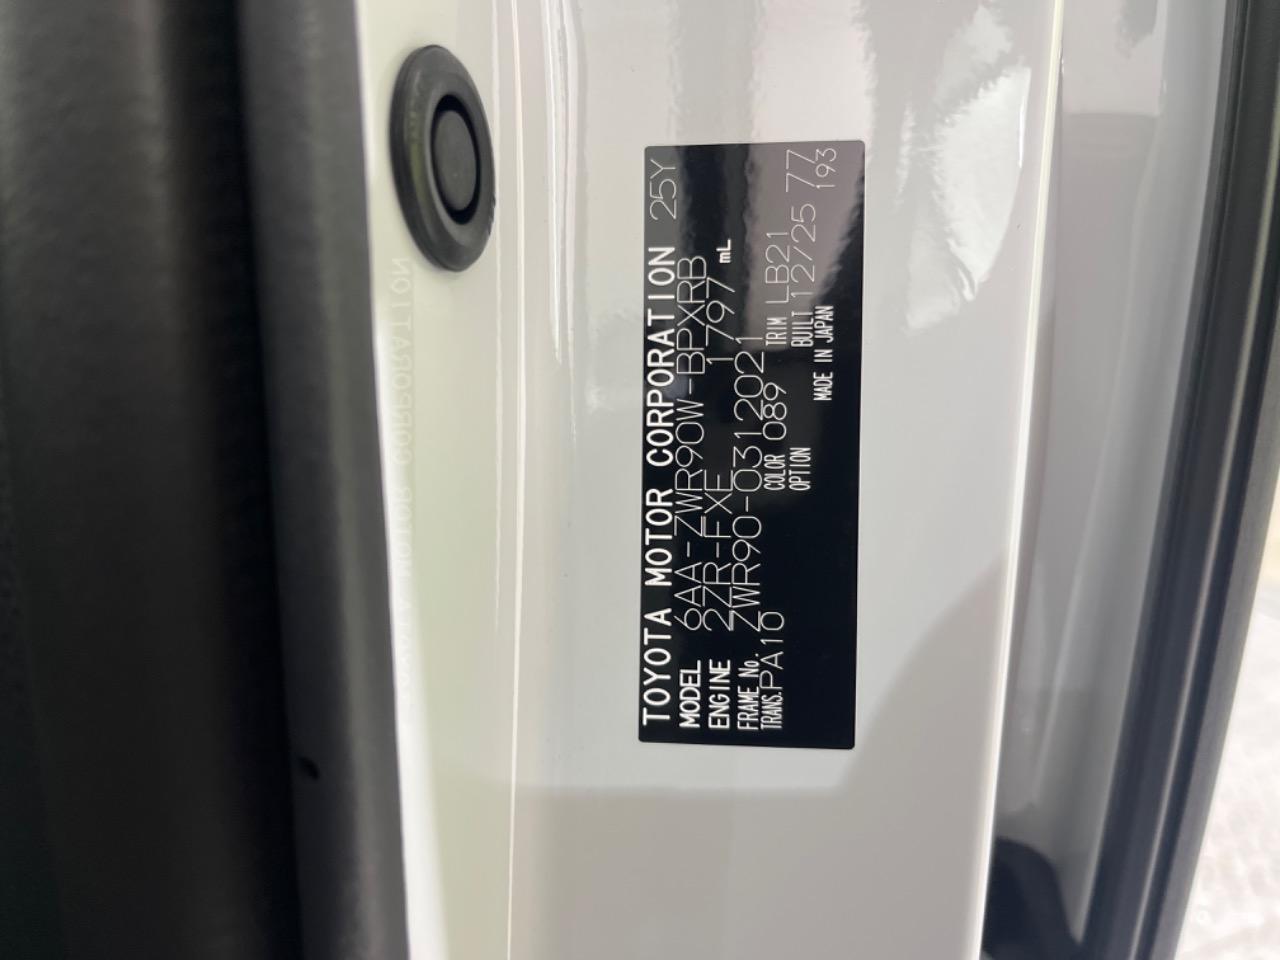 TOYOTA MOTOR CORPORATION 25Y
MODEL 6AA-ZWR90W-BPXRB
ENGINE 2ZR-FXE 1797 mL
FRAME No. ZWR90-0312021
TRANS. PA10 COLOR 089 TRIM LB21
OPTION BUILT 12/25 77
MADE IN JAPAN 193